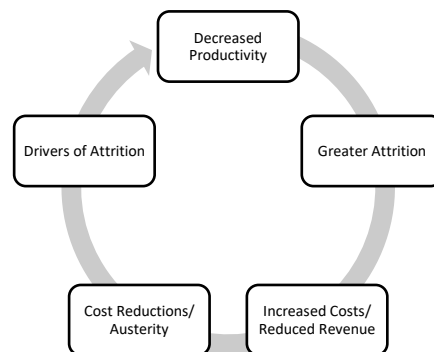 Decreased
Productivity
Drivers of Attrition
Greater Attrition
Cost Reductions/
Austerity
Increased Costs/
Reduced Revenue